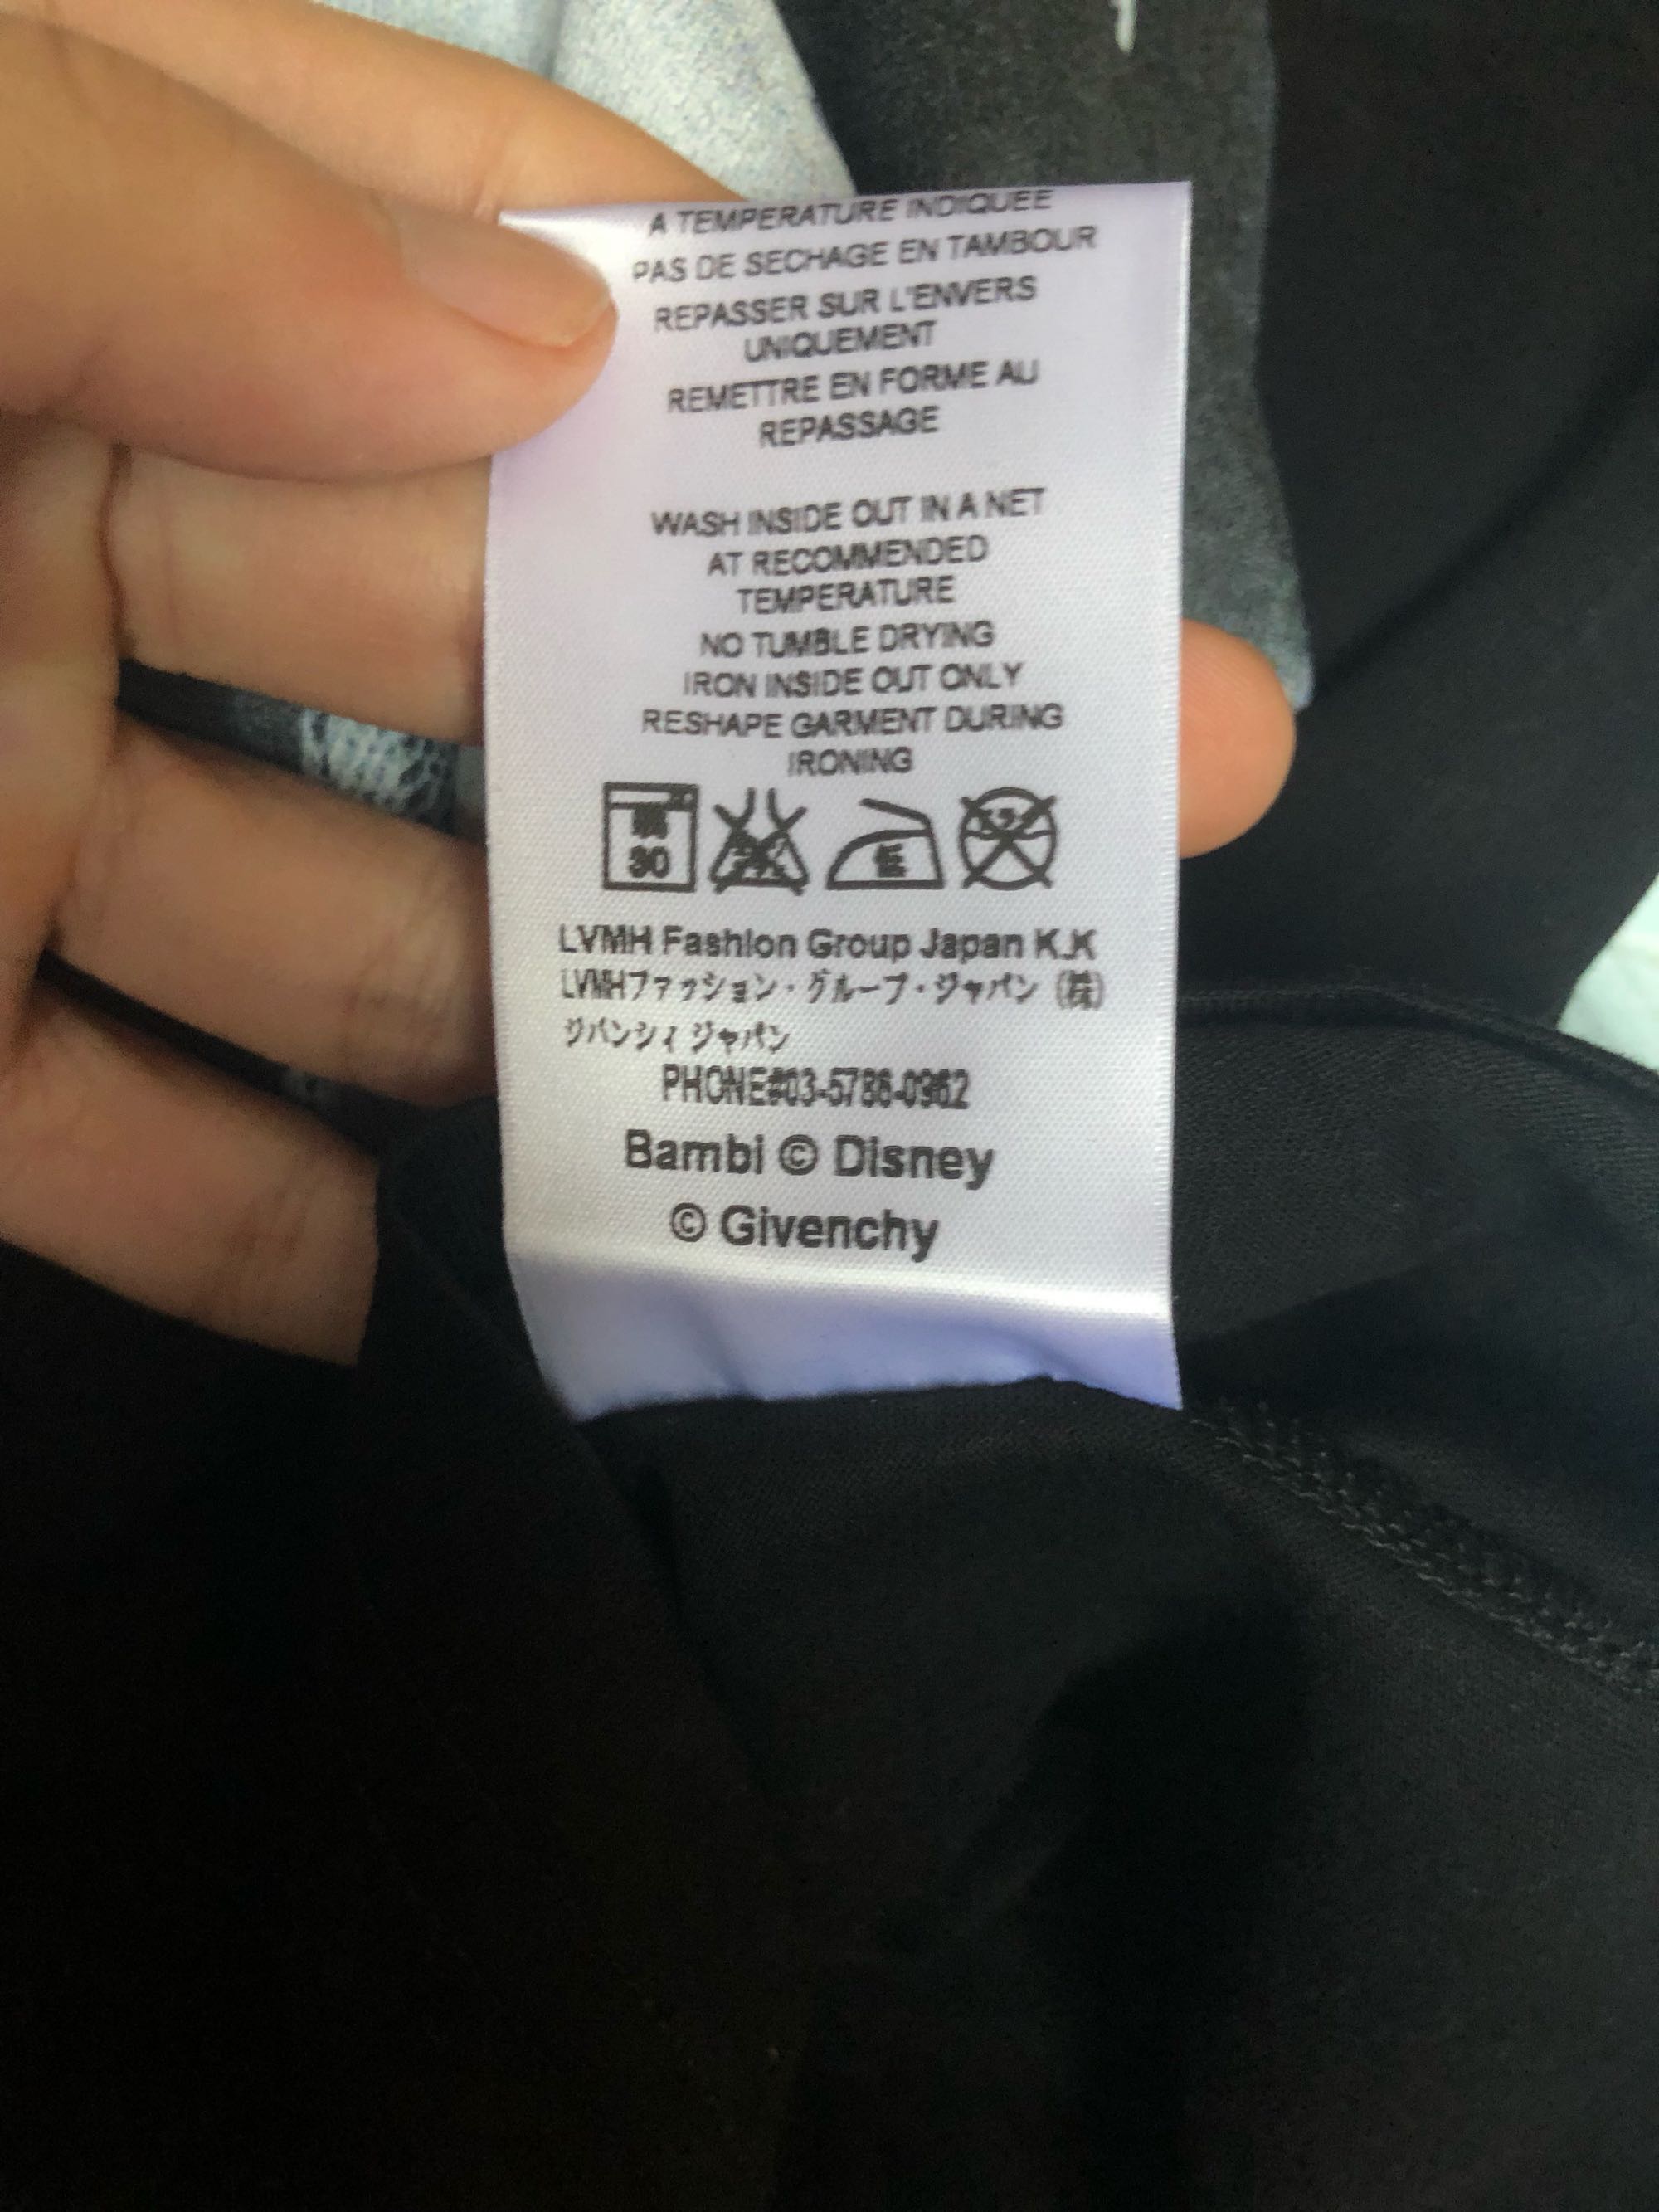 A TEMPERATURE INDIQUEE
PAS DE SECHAGE EN TAMBOUR
REPASSER SUR L'ENVERS
UNIQUEMENT
REMETTRE EN FORME AU
REPASSAGE
WASH INSIDE OUT IN A NET
AT RECOMMENDED
TEMPERATURE
NO TUMBLE DRYING
IRON INSIDE OUT ONLY
RESHAPE GARMENT DURING
IRONING
30 低
LVMH Fashion Group Japan K.K
LVMHファッション・グループ・ジャパン (株)
ジバンシィ ジャパン
PHONE#03-5786-0962
Bambi © Disney
© Givenchy